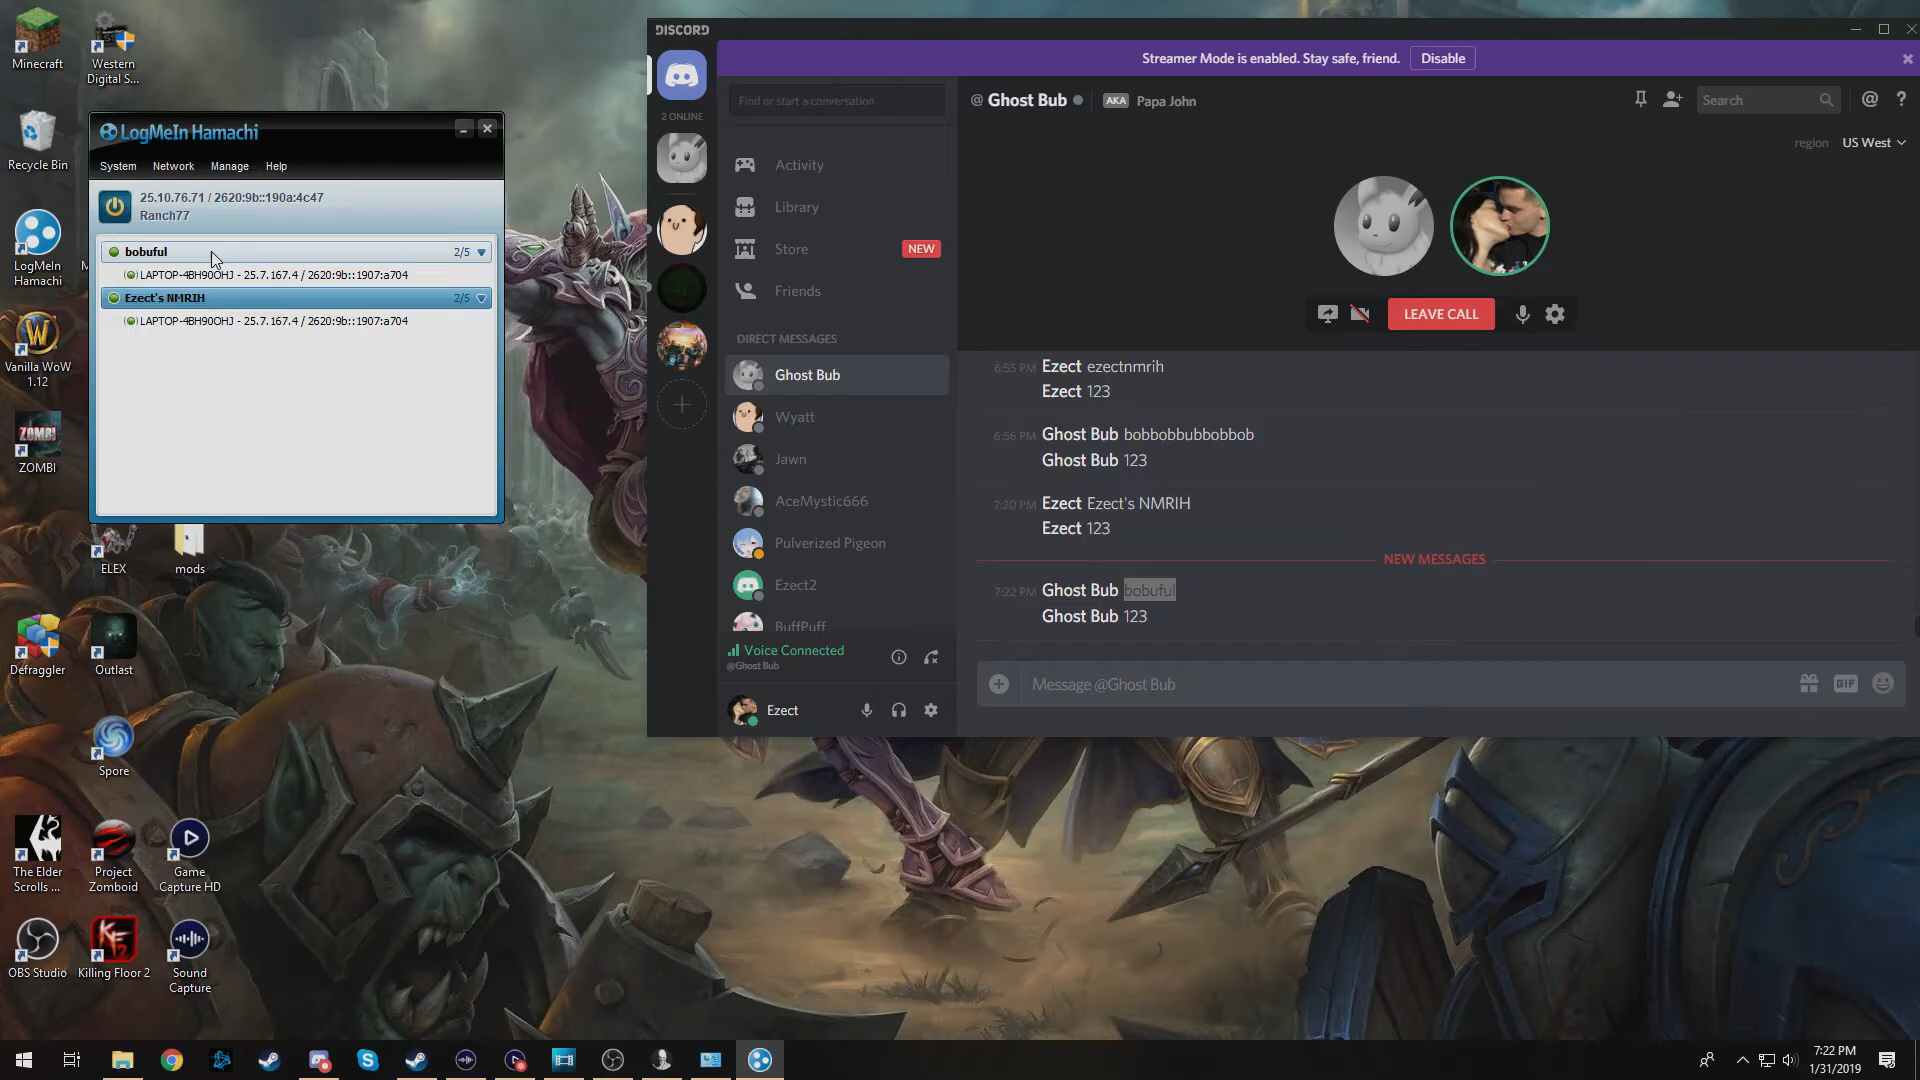 Minecraft
Western
Digital S...
Recycle Bin
LogMeIn
Hamachi
Vanilla WoW
1.12
ZOMBI
ELEX
mods
Defraggler
Outlast
Spore
The Elder
Scrolls ...
Project
Zomboid
Game
Capture HD
OBS Studio
Killing Floor 2
Sound
Capture
LogMeIn Hamachi
System
Network
Manage
Help
25.10.76.71 / 2620:9b::190a:4c47
Ranch77
bobuful
2/5
LAPTOP-4BH90OHJ - 25.7.167.4 / 2620:9b::1907:a704
Ezect's NMRIH
2/5
LAPTOP-4BH90OHJ - 25.7.167.4 / 2620:9b::1907:a704
DISCORD
Streamer Mode is enabled. Stay safe, friend.
Disable
2 ONLINE
Find or start a conversation
Activity
Library
Store
NEW
Friends
DIRECT MESSAGES
Ghost Bub
Wyatt
Jawn
AceMystic666
Pulverized Pigeon
Ezect2
BuffPuff
Voice Connected
@Ghost Bub
Ezect
@ Ghost Bub
AKA
Papa John
Search
region
US West
LEAVE CALL
6:55 PM Ezect ezectnmrih
Ezect 123
6:56 PM Ghost Bub bobbobbubbobbob
Ghost Bub 123
7:20 PM Ezect Ezect's NMRIH
Ezect 123
NEW MESSAGES
7:22 PM Ghost Bub bobuful
Ghost Bub 123
Message @Ghost Bub
GIF
7:22 PM
1/31/2019